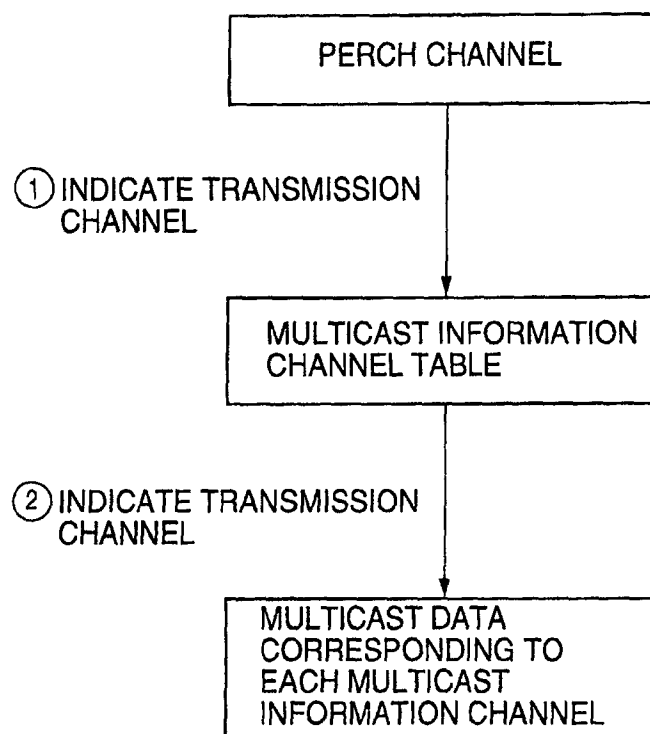 PERCH CHANNEL
① INDICATE TRANSMISSION
CHANNEL
MULTICAST INFORMATION
CHANNEL TABLE
② INDICATE TRANSMISSION
CHANNEL
MULTICAST DATA
CORRESPONDING TO
EACH MULTICAST
INFORMATION CHANNEL